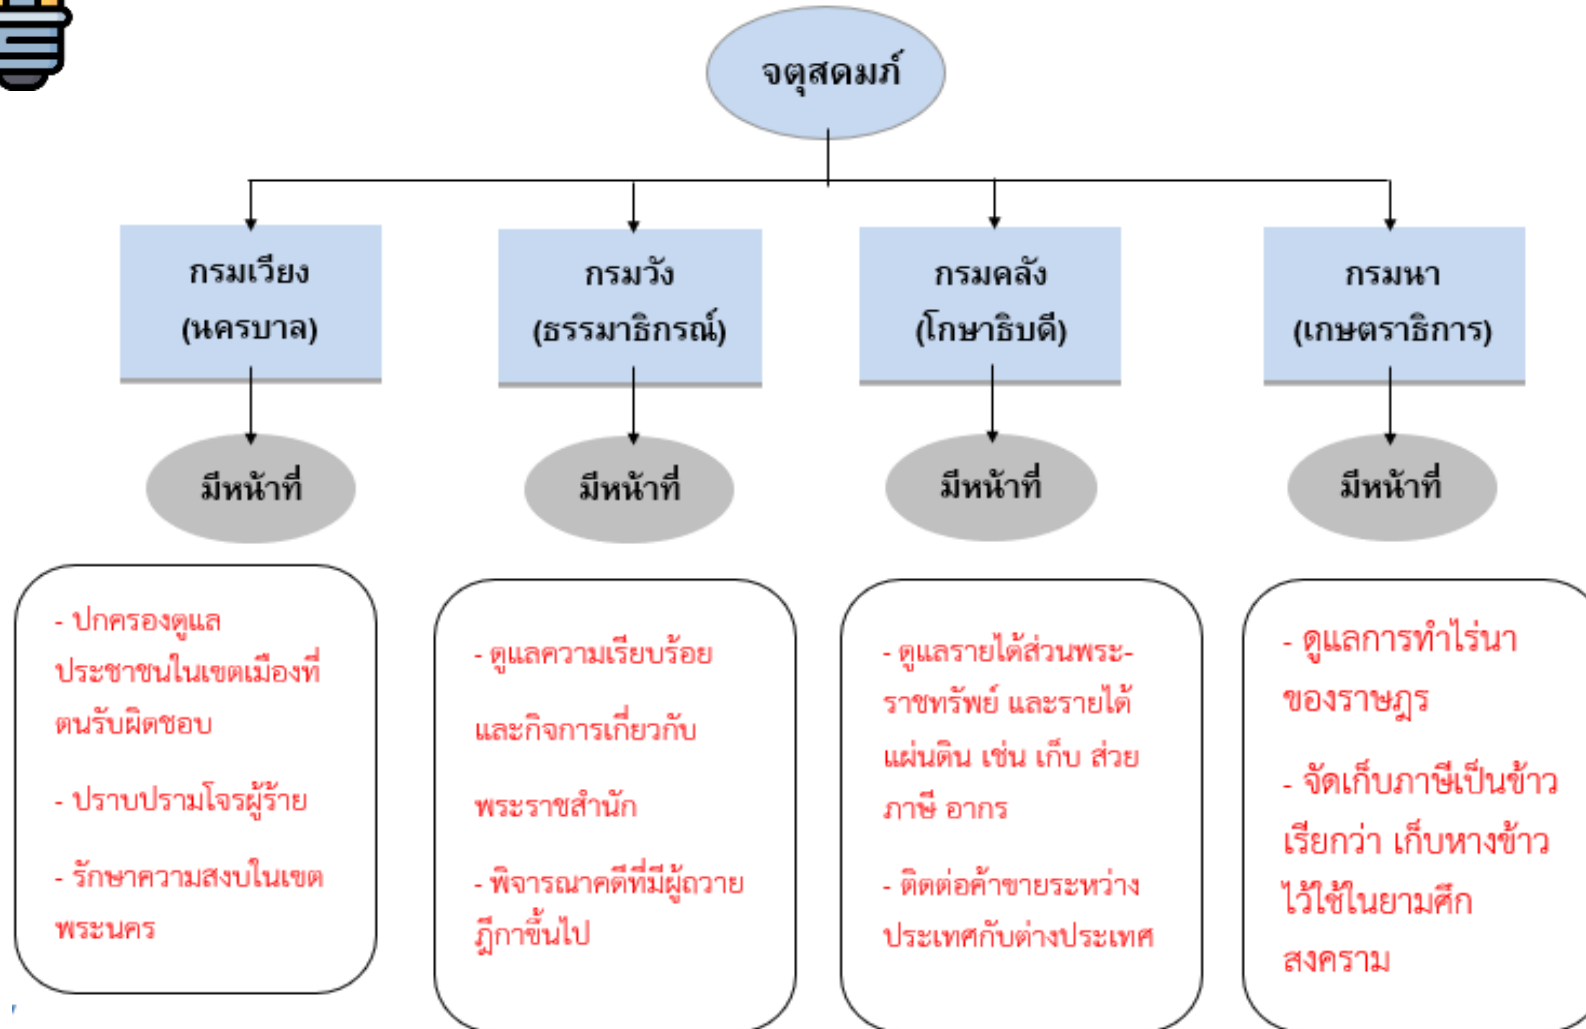 จตุสดมภ์
กรมเวียง
(นครบาล)
กรมวัง
(ธรรมาธิกรณ์)
กรมคลัง
(โกษาธิบดี)
กรมนา
(เกษตราธิการ)
มีหน้าที่
มีหน้าที่
มีหน้าที่
มีหน้าที่
- ปกครองดูแล
ประชาชนในเขตเมืองที่
ตนรับผิดชอบ
- ปราบปรามโจรผู้ร้าย
- รักษาความสงบในเขต
พระนคร
- ดูแลความเรียบร้อย
และกิจการเกี่ยวกับ
พระราชสำนัก
- พิจารณาคดีที่มีผู้ถวาย
ฎีกาขึ้นไป
- ดูแลรายได้ส่วนพระ-
ราชทรัพย์ และรายได้
แผ่นดิน เช่น เก็บ ส่วย
ภาษี อากร
- ติดต่อค้าขายระหว่าง
ประเทศกับต่างประเทศ
- ดูแลการทำไร่นา
ของราษฎร
- จัดเก็บภาษีเป็นข้าว
เรียกว่า เก็บหางข้าว
ไว้ใช้ในยามศึก
สงคราม